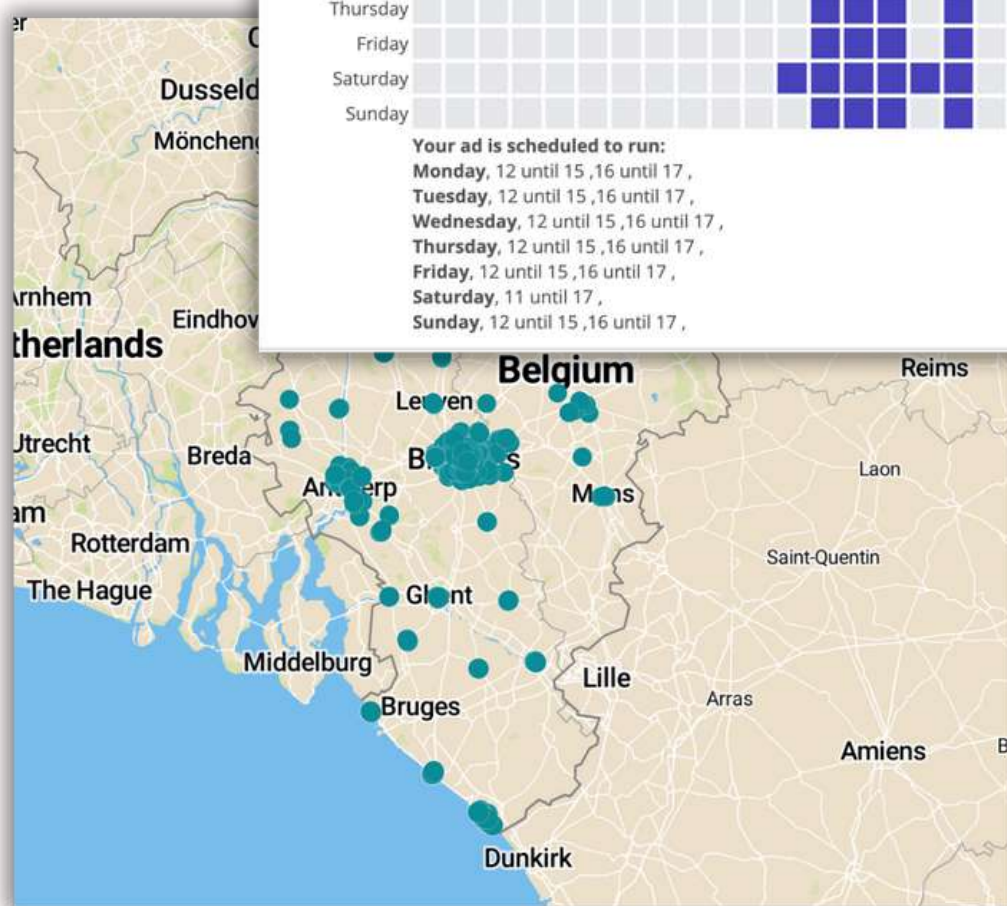 Thursday
Friday
Saturday
Sunday
Your ad is scheduled to run:
Monday, 12 until 15 ,16 until 17 ,
Tuesday, 12 until 15 ,16 until 17 ,
Wednesday, 12 until 15 ,16 until 17 ,
Thursday, 12 until 15 ,16 until 17 ,
Friday, 12 until 15 ,16 until 17 ,
Saturday, 11 until 17 ,
Sunday, 12 until 15 ,16 until 17 ,
Dusseld
Möncheng
Arnhem
Eindhov
therlands
Belgium
Reims
Leuven
Utrecht
Breda
Laon
Antwerp
Mons
am
Rotterdam
Saint-Quentin
The Hague
Ghent
Middelburg
Lille
Arras
Bruges
Amiens
B
Dunkirk